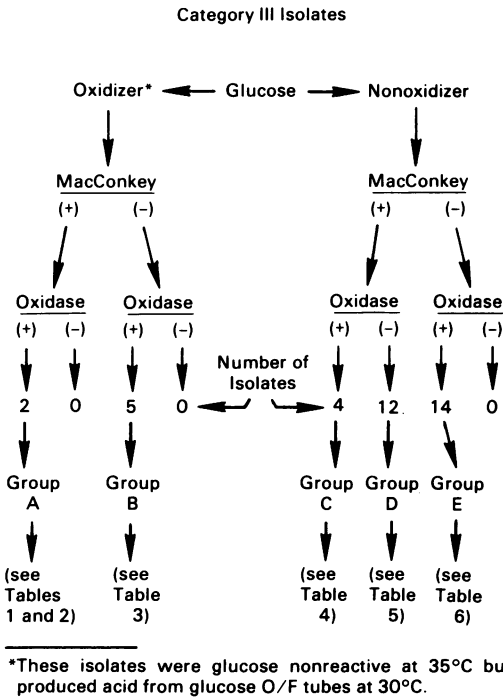 Category III Isolates
Oxidizer* Glucose Nonoxidizer
MacConkey MacConkey
(+) (−) (+) (−)
Oxidase Oxidase Oxidase Oxidase
(+) (−) (+) (−) (+) (−) (+) (−)
Number of
Isolates
2 0 5 0 4 12 14 0
Group Group Group Group Group
A B C D E
(see (see (see (see (see
Tables Table Table Table Table
1 and 2) 3) 4) 5) 6)
*These isolates were glucose nonreactive at 35°C bu
produced acid from glucose O/F tubes at 30°C.